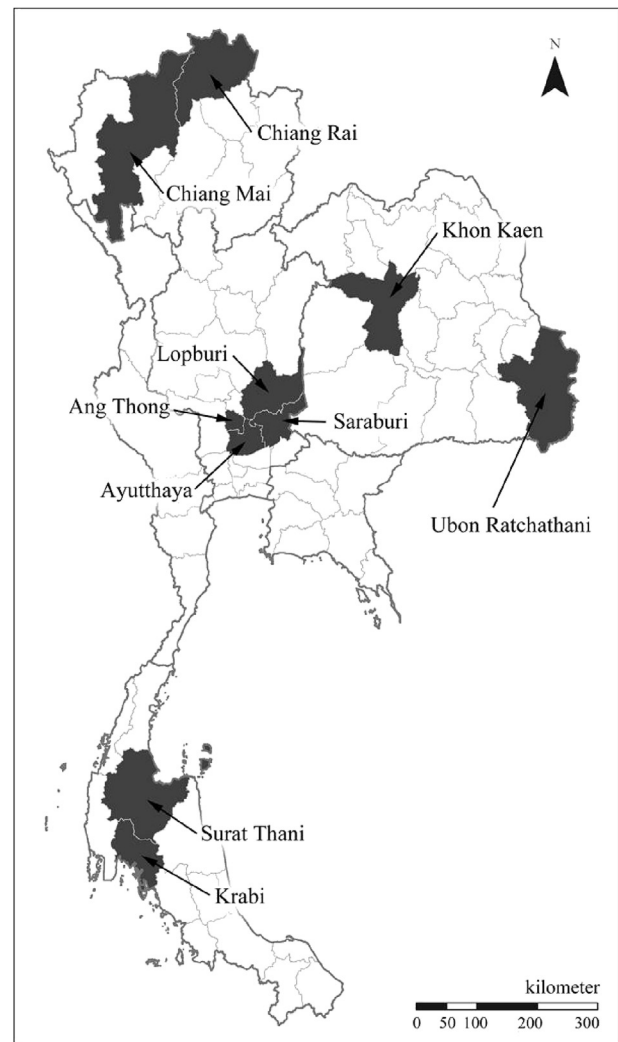 N
Chiang Rai
Chiang Mai
Khon Kaen
Lopburi
Ang Thong
Saraburi
Ayutthaya
Ubon Ratchathani
Surat Thani
Krabi
kilometer
0 50 100 200 300